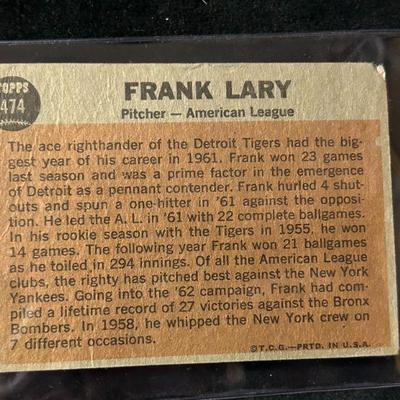 TOPPS
474
FRANK LARY
Pitcher — American League
The ace righthander of the Detroit Tigers had the big-
gest year of his career in 1961. Frank won 23 games
last season and was a prime factor in the emergence
of Detroit as a pennant contender. Frank hurled 4 shut-
outs and spun a one-hitter in '61 against the opposi-
tion. He led the A. L. in '61 with 22 complete ballgames.
In his rookie season with the Tigers in 1955, he won
14 games. The following year Frank won 21 ballgames
as he toiled in 294 innings. Of all the American League
clubs, the righty has pitched best against the New York
Yankees. Going into the '62 campaign, Frank had com-
piled a lifetime record of 27 victories against the Bronx
Bombers. In 1958, he whipped the New York crew on
7 different occasions.
© T.C.G.—PRTD. IN U.S.A.